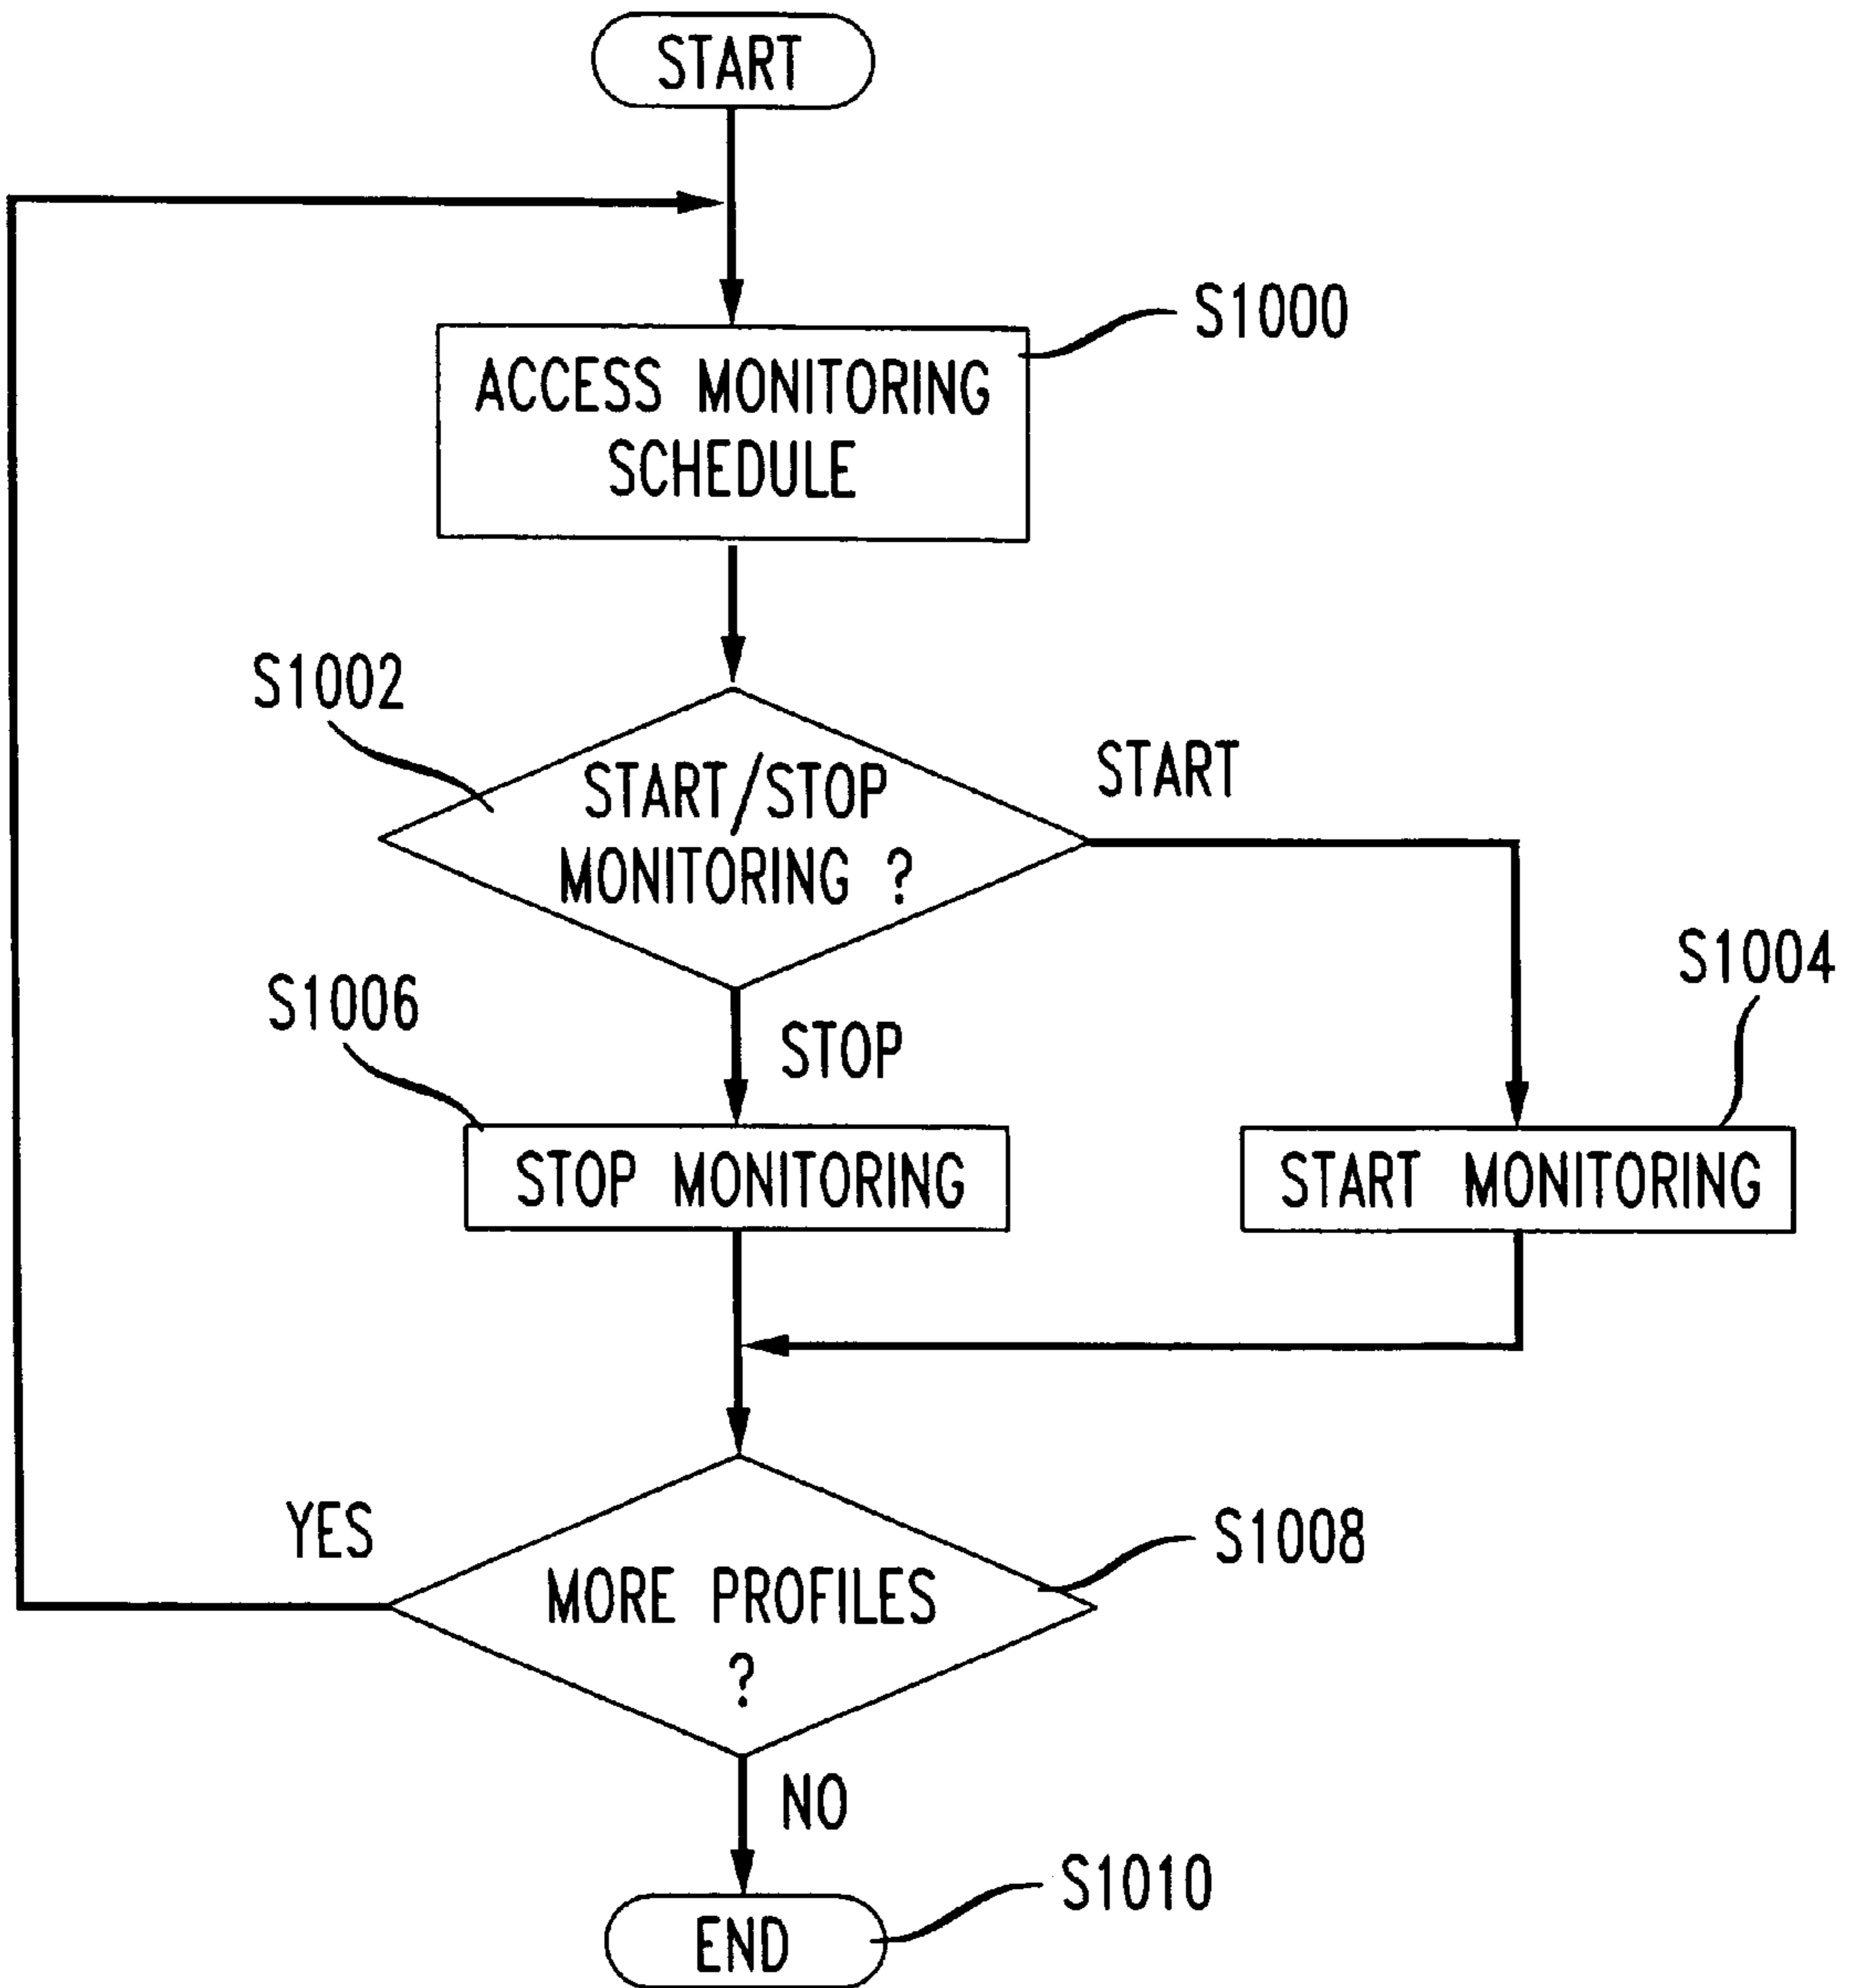 START
S1000
ACCESS MONITORING
SCHEDULE
S1002
START/STOP
MONITORING ?
START
S1004
S1006
STOP
STOP MONITORING
START MONITORING
YES
S1008
MORE PROFILES
?
NO
S1010
END